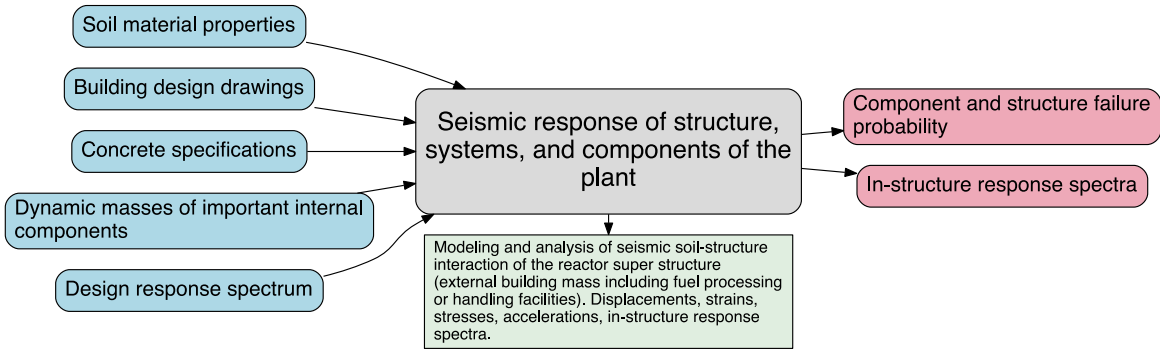 Soil material properties
Building design drawings
Concrete specifications
Dynamic masses of important internal
components
Design response spectrum
Seismic response of structure,
systems, and components of the
plant
Modeling and analysis of seismic soil-structure
interaction of the reactor super structure
(external building mass including fuel processing
or handling facilities). Displacements, strains,
stresses, accelerations, in-structure response
spectra.
Component and structure failure
probability
In-structure response spectra